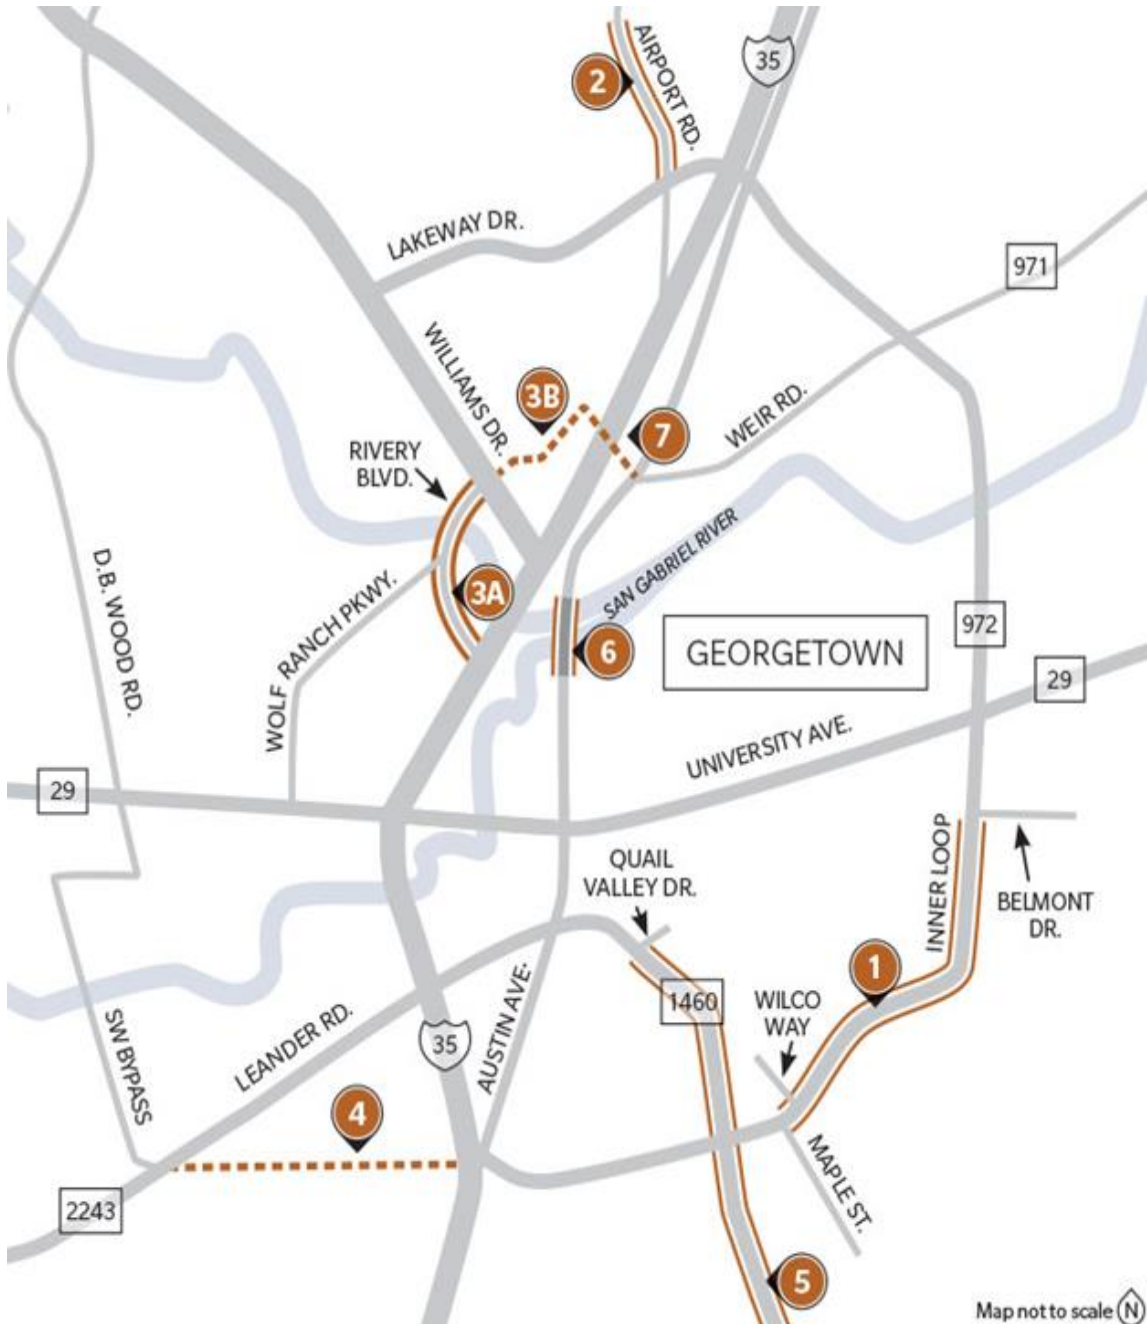 AIRPORT RD.
35
2
LAKEWAY DR.
971
WILLIAMS DR.
3B
7
WEIR RD.
RIVERY
BLVD.
SAN GABRIEL RIVER
D.B. WOOD RD.
3A
WOLF RANCH PKWY.
6
GEORGETOWN
972
29
UNIVERSITY AVE.
29
INNER LOOP
QUAIL
VALLEY DR.
BELMONT
DR.
1
1460
WILCO
WAY
SW BYPASS
LEANDER RD.
35
AUSTIN AVE.
4
MAPLE ST.
2243
5
Map not to scale N